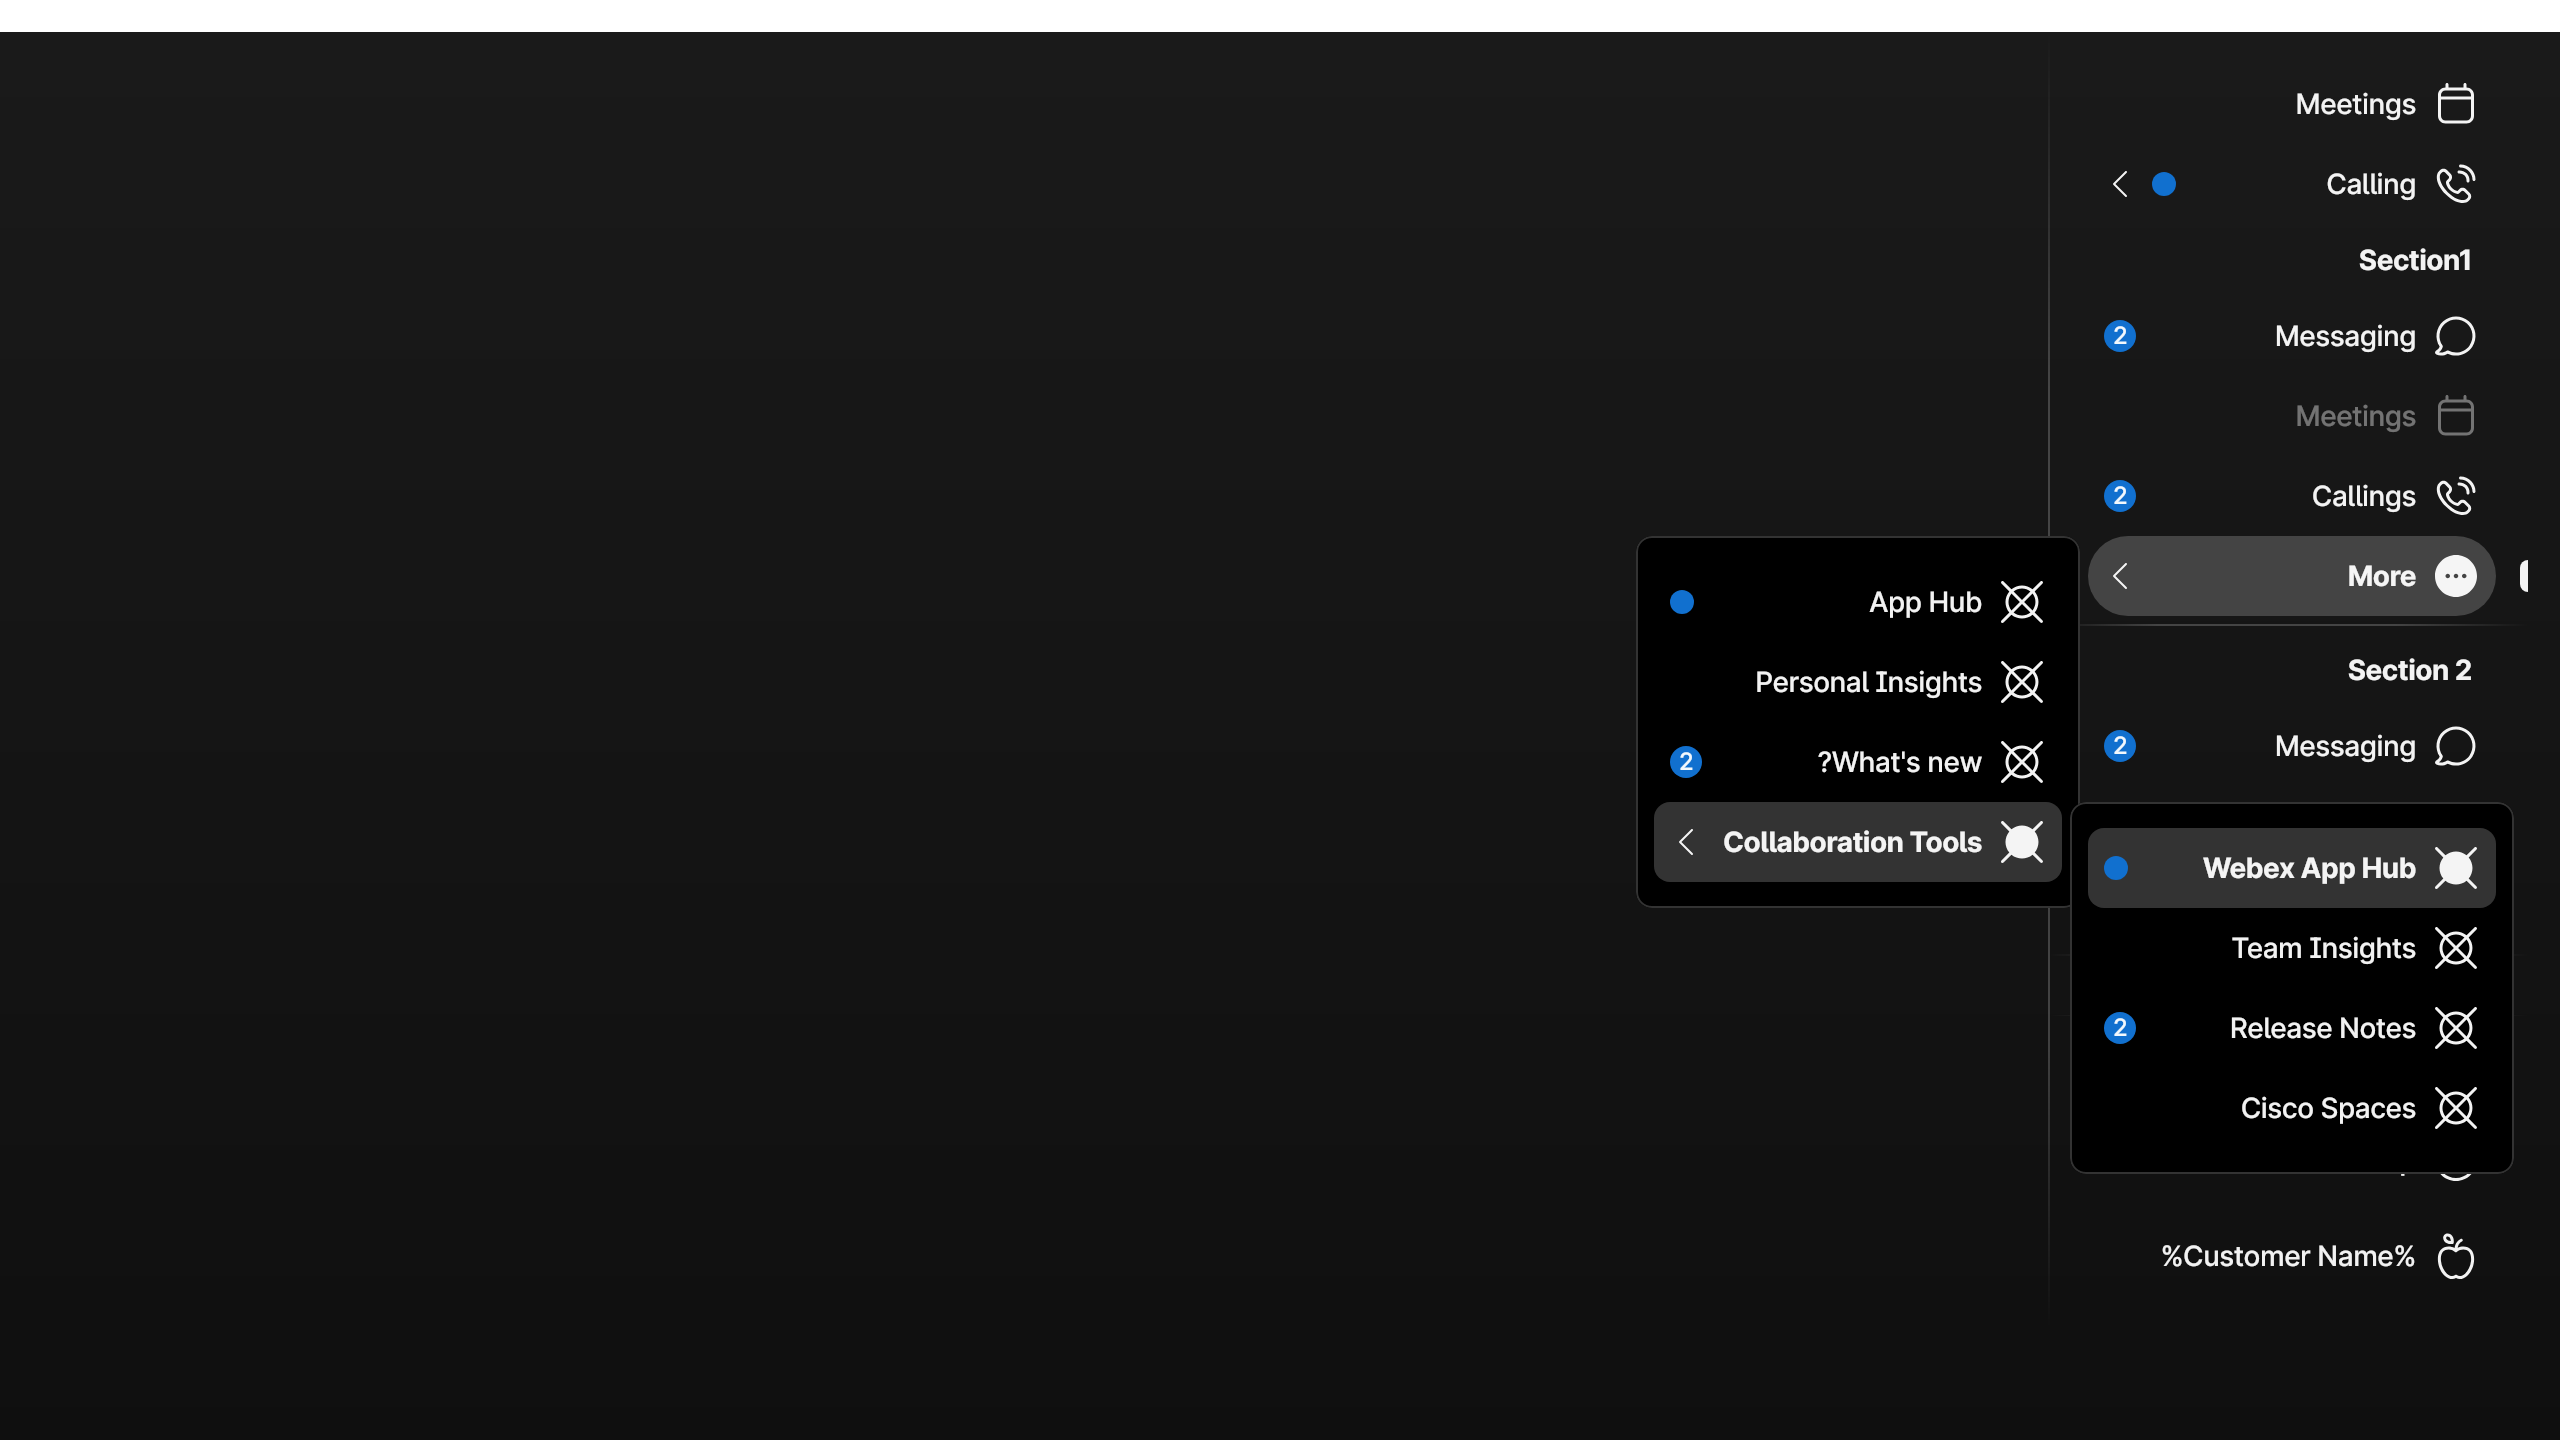 Meetings
Calling
Section1
2 Messaging
Meetings
2 Callings
More
Section 2
2 Messaging
App Hub
Personal Insights
2 ?What's new
Collaboration Tools
Webex App Hub
Team Insights
2 Release Notes
Cisco Spaces
%Customer Name%